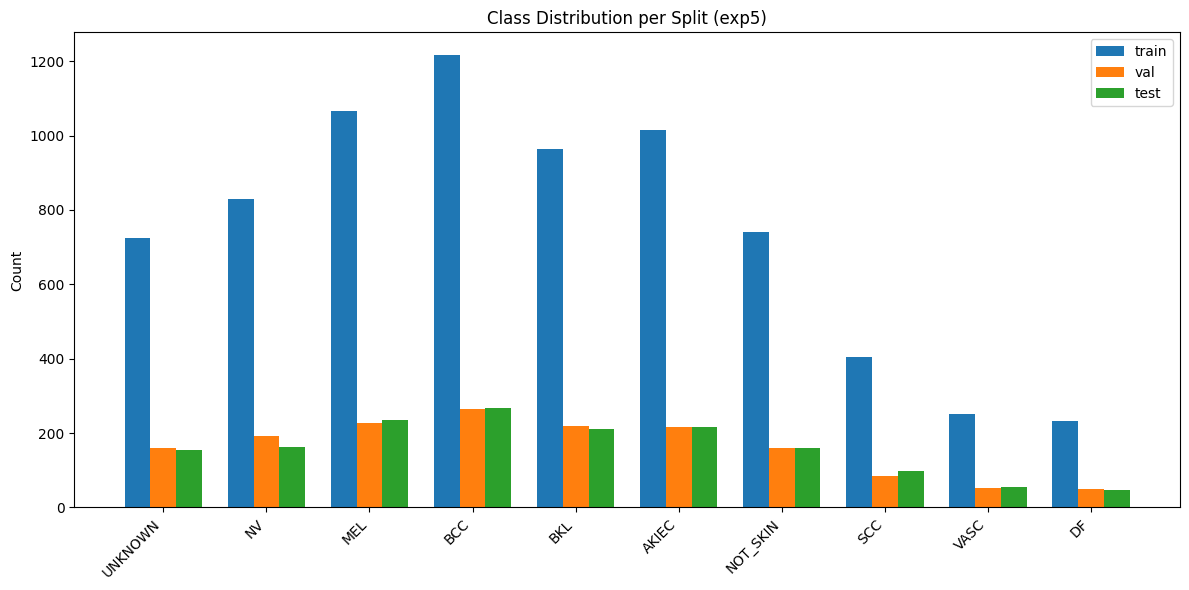 Class Distribution per Split (exp5)
train
val
test
Count
1200
1000
800
600
400
200
0
UNKNOWN
NV
MEL
BCC
BKL
AKIEC
NOT_SKIN
SCC
VASC
DF